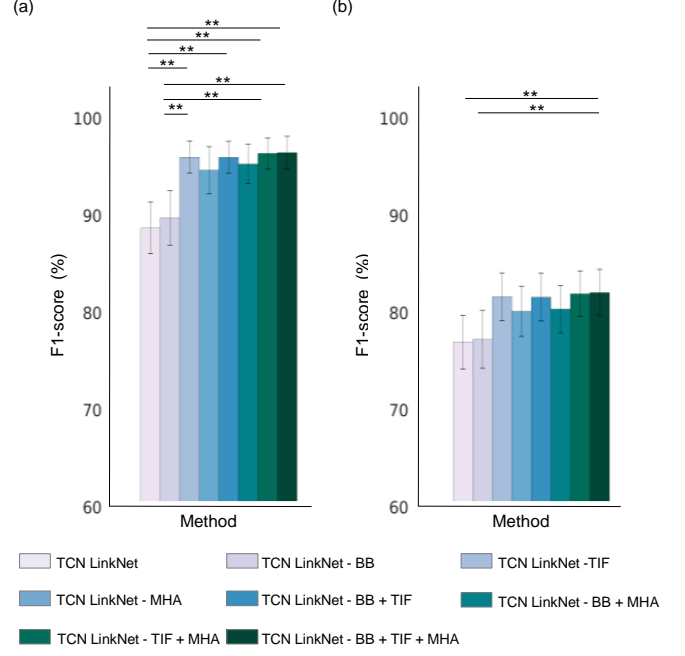 (a)
(b)
**
**
**
**
**
**
**
**
**
100
90
80
70
60
F1-score (%)
Method
100
90
80
70
60
F1-score (%)
Method
TCN LinkNet
TCN LinkNet - BB
TCN LinkNet -TIF
TCN LinkNet - MHA
TCN LinkNet - BB + TIF
TCN LinkNet - BB + MHA
TCN LinkNet - TIF + MHA
TCN LinkNet - BB + TIF + MHA